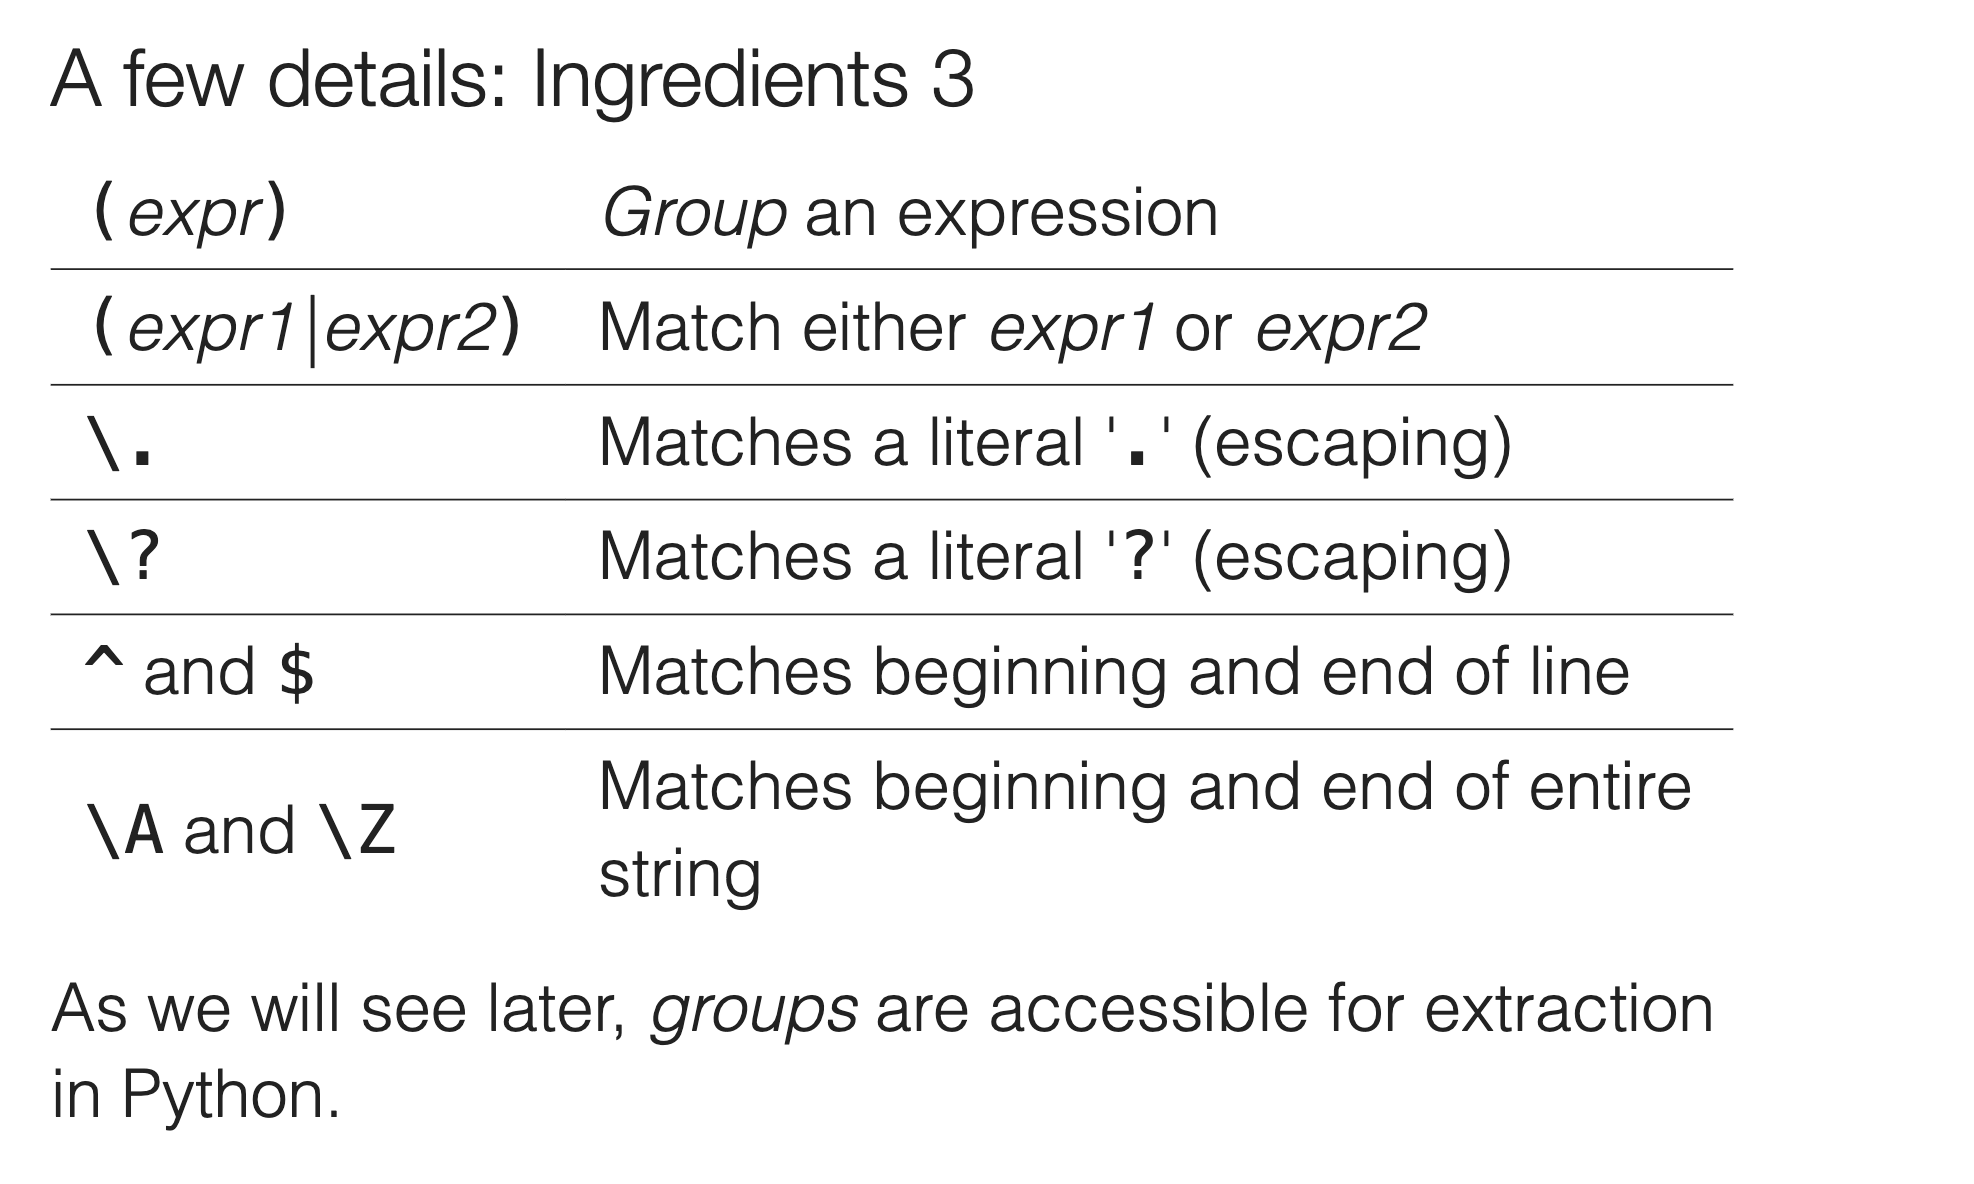 A few details: Ingredients 3
(expr) Group an expression
(expr1|expr2) Match either expr1 or expr2
\. Matches a literal '.' (escaping)
\? Matches a literal '?' (escaping)
^ and $ Matches beginning and end of line
\A and \Z Matches beginning and end of entire
string
As we will see later, groups are accessible for extraction
in Python.